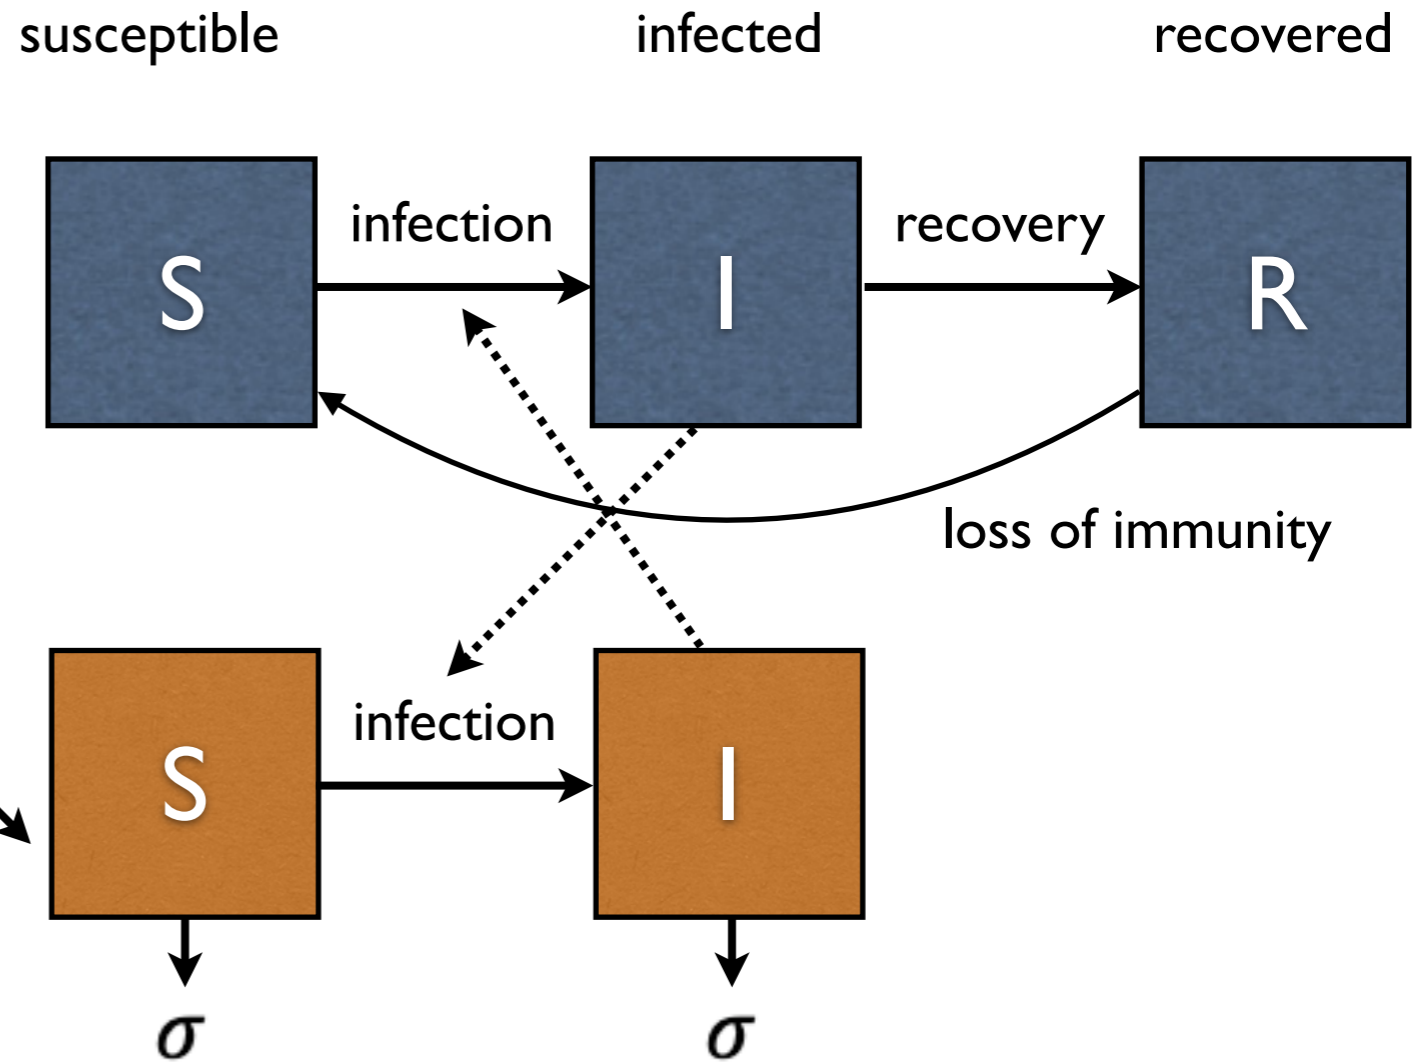 susceptible infected recovered
infection recovery
S I R
loss of immunity
infection
S I
σ σ